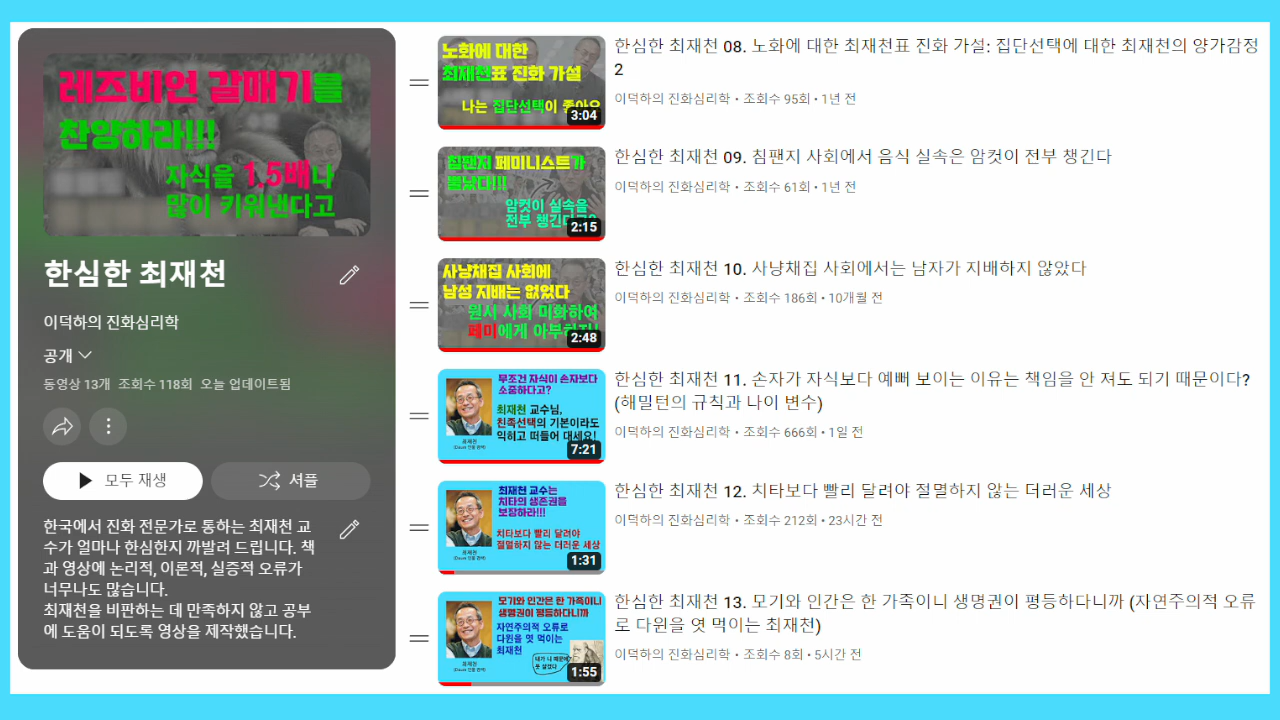 레즈비언 갈매기를
찬양하라!!!
자식을 1.5배나
많이 키워낸다고
한심한 최재천
이덕하의 진화심리학
공개
동영상 13개 조회수 118회 오늘 업데이트됨
모두 재생
셔플
한국에서 진화 전문가로 통하는 최재천 교
수가 얼마나 한심한지 까발려 드립니다. 책
과 영상에 논리적, 이론적, 실증적 오류가
너무나도 많습니다.
최재천을 비판하는 데 만족하지 않고 공부
에 도움이 되도록 영상을 제작했습니다.
노화에 대한
최재천표 진화 가설
나는 집단선택이 좋아요
3:04
한심한 최재천 08. 노화에 대한 최재천표 진화 가설: 집단선택에 대한 최재천의 양가감정
2
이덕하의 진화심리학 • 조회수 95회 • 1년 전
침팬지 페미니스트가
뿔났다!!!
암컷이 실속을
전부 챙긴다고?
2:15
한심한 최재천 09. 침팬지 사회에서 음식 실속은 암컷이 전부 챙긴다
이덕하의 진화심리학 • 조회수 61회 • 1년 전
사냥채집 사회에
남성 지배는 없었다
원시 사회 미화하여
페미에게 아부하자!
2:48
한심한 최재천 10. 사냥채집 사회에서는 남자가 지배하지 않았다
이덕하의 진화심리학 • 조회수 186회 • 10개월 전
무조건 자식이 손자보다
소중하다고?
최재천 교수님,
친족선택의 기본이라도
익히고 떠들어 대세요!
최재천
7:21
한심한 최재천 11. 손자가 자식보다 예뻐 보이는 이유는 책임을 안 져도 되기 때문이다?
(해밀턴의 규칙과 나이 변수)
이덕하의 진화심리학 • 조회수 666회 • 1일 전
최재천 교수는
치타의 생존권을
보장하라!!!
치타보다 빨리 달려야
절멸하지 않는 더러운 세상
최재천
1:31
한심한 최재천 12. 치타보다 빨리 달려야 절멸하지 않는 더러운 세상
이덕하의 진화심리학 • 조회수 212회 • 23시간 전
모기와 인간은 한 가족이니
생명권이 평등하다니까
자연주의적 오류로
다윈을 엿 먹이는
최재천
최재천
1:55
한심한 최재천 13. 모기와 인간은 한 가족이니 생명권이 평등하다니까 (자연주의적 오류
로 다윈을 엿 먹이는 최재천)
이덕하의 진화심리학 • 조회수 8회 • 5시간 전